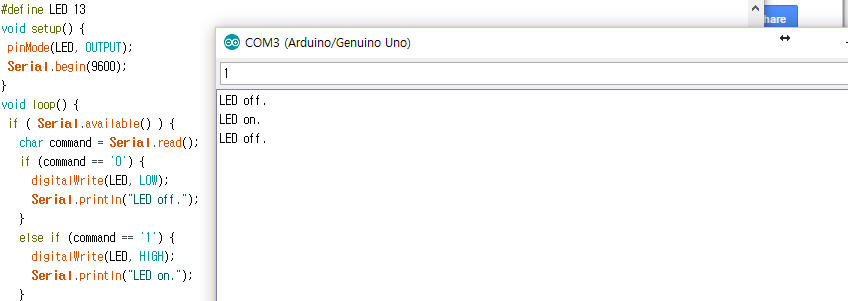 #define LED 13
void setup() {
pinMode(LED, OUTPUT);
Serial.begin(9600);
}
void loop() {
if ( Serial.available() ) {
char command = Serial.read();
if (command == '0') {
digitalWrite(LED, LOW);
Serial.println("LED off.");
}
else if (command == '1') {
digitalWrite(LED, HIGH);
Serial.println("LED on.");
}
hare
COM3 (Arduino/Genuino Uno)
1
LED off.
LED on.
LED off.